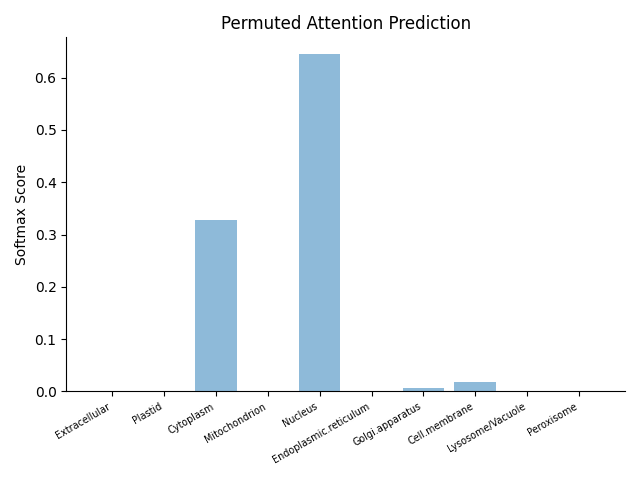 Permuted Attention Prediction
Softmax Score
0.6
0.5
0.4
0.3
0.2
0.1
0.0
Extracellular
Plastid
Cytoplasm
Mitochondrion
Nucleus
Endoplasmic.reticulum
Golgi.apparatus
Cell.membrane
Lysosome/Vacuole
Peroxisome